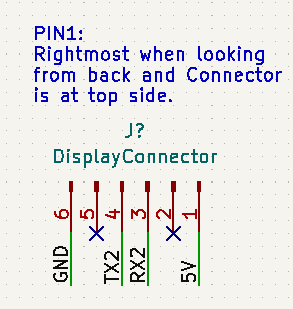 PIN1:
Rightmost when looking
from back and Connector
is at top side.
J?
DisplayConnector
6 5 4 3 2 1
GND TX2 RX2 5V